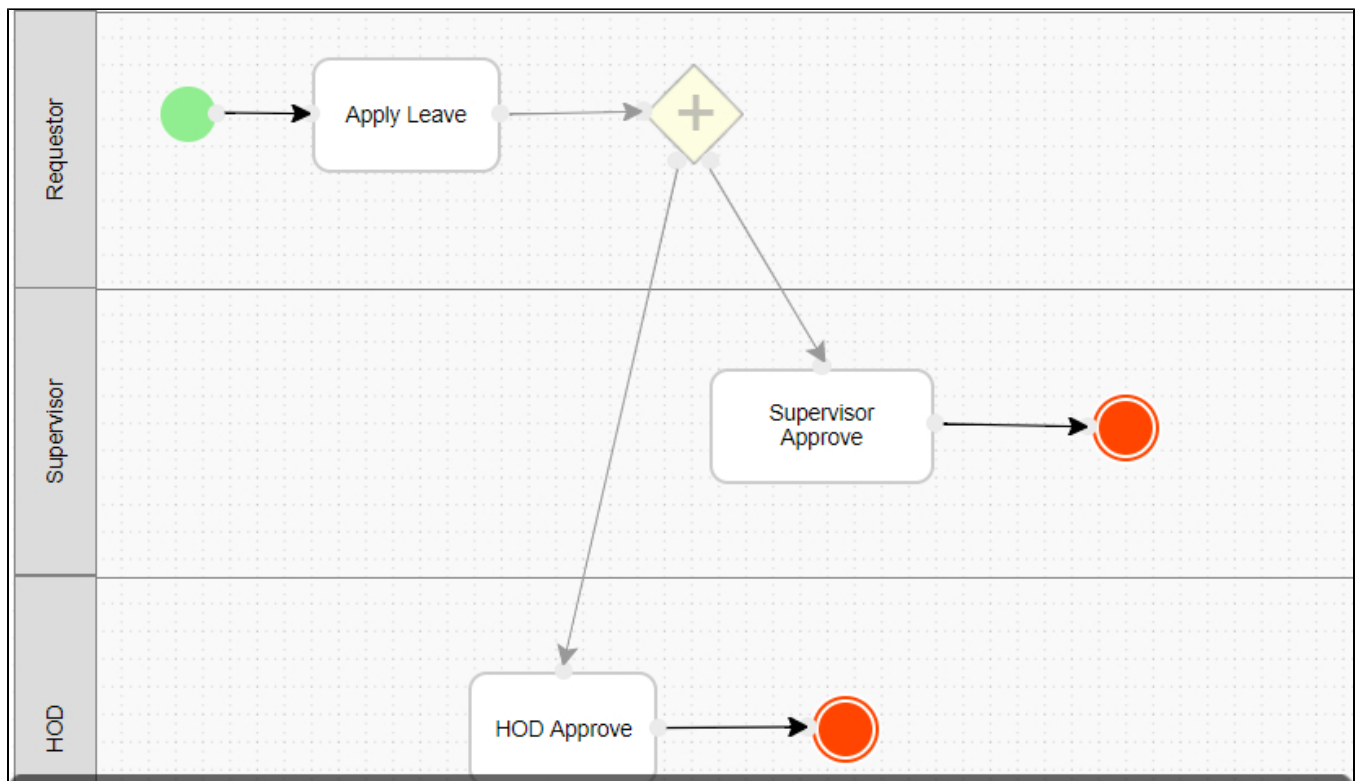 Requestor
Apply Leave
Supervisor
Supervisor
Approve
HOD
HOD Approve